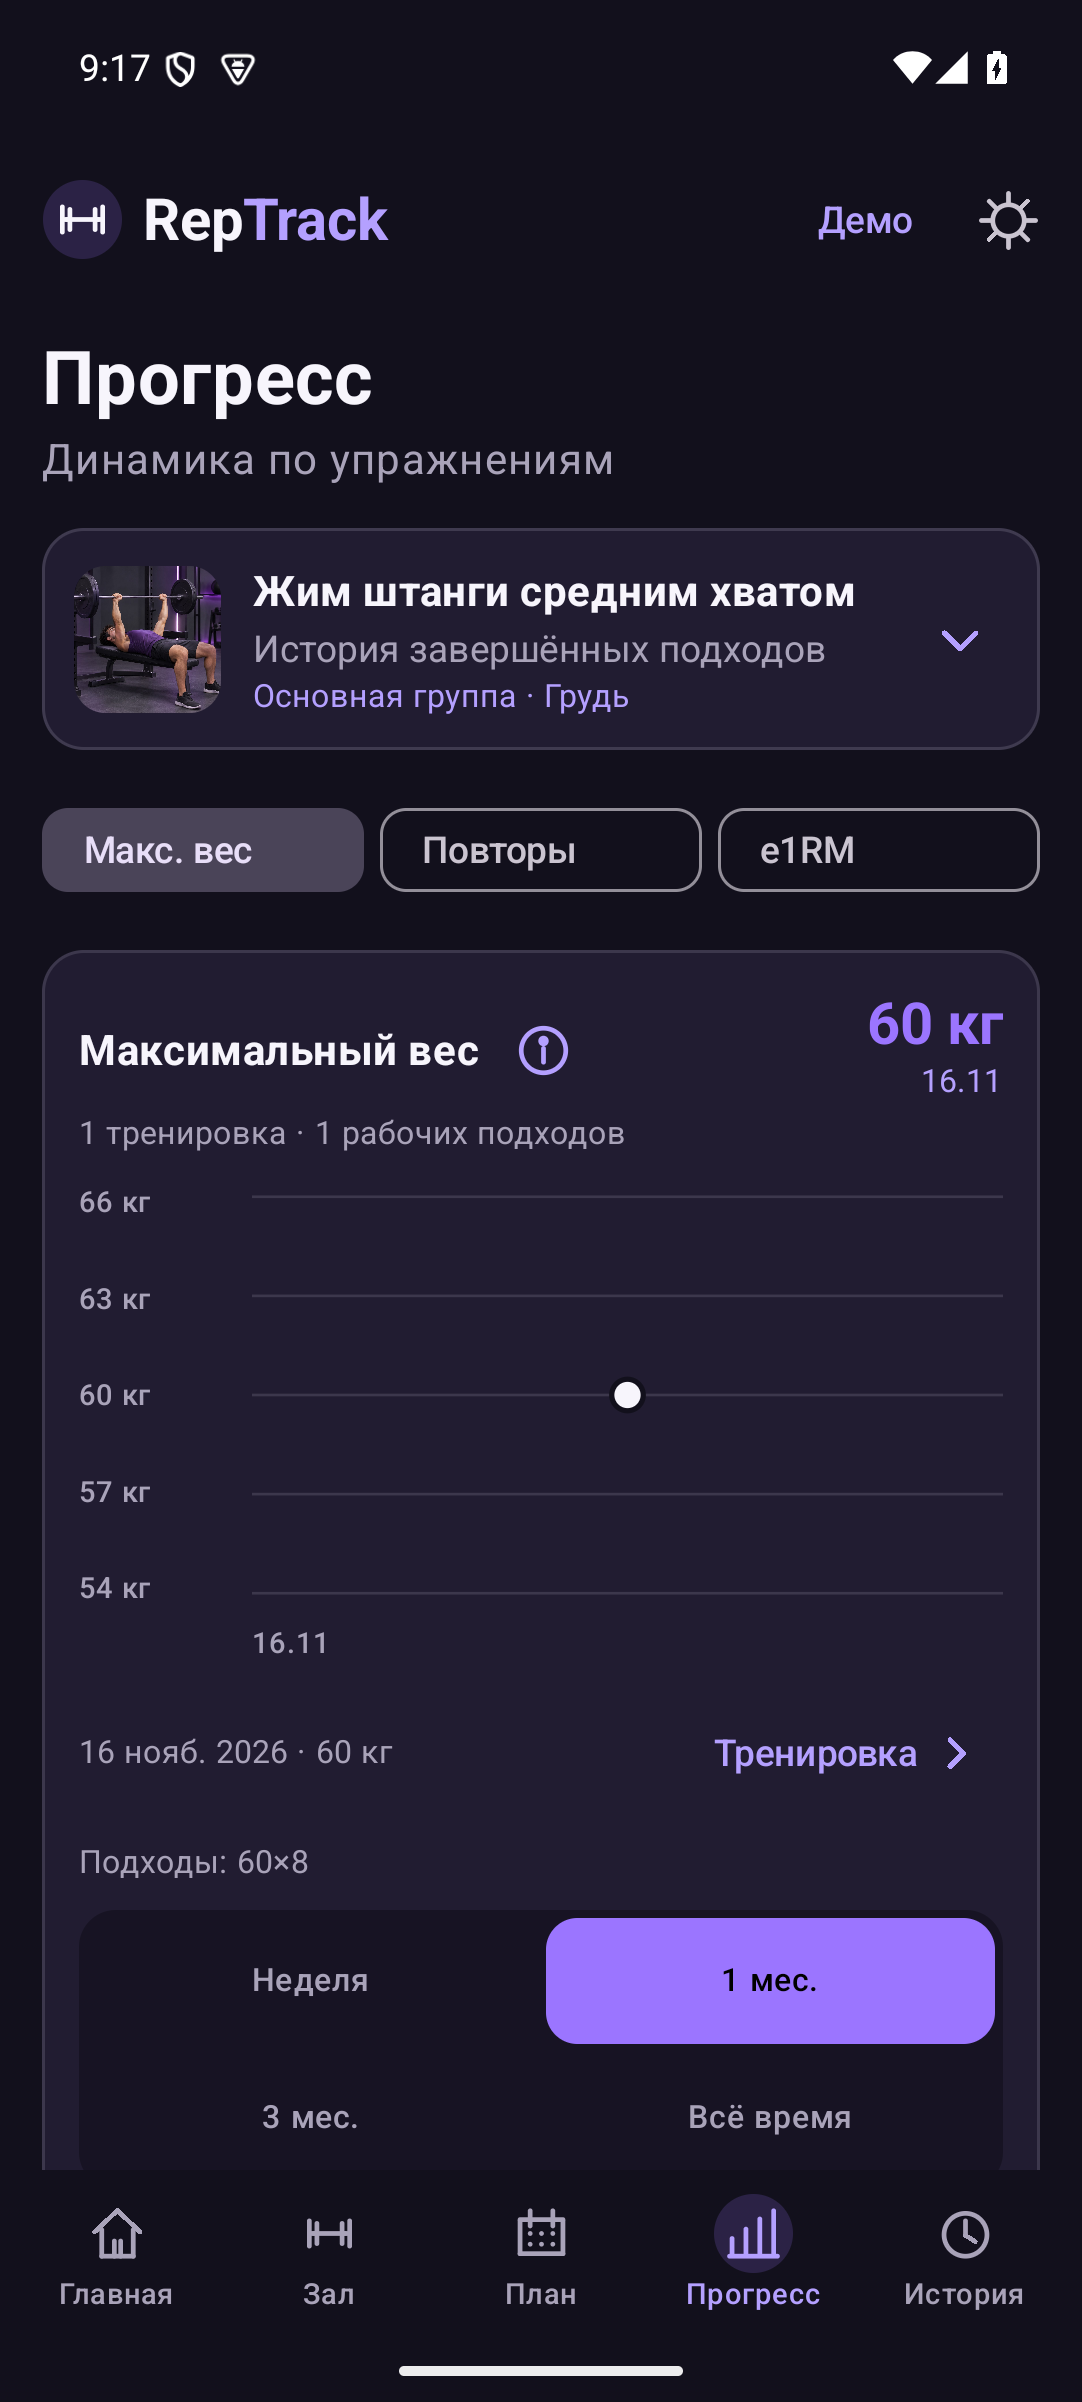 9:17
RepTrack
Демо
Прогресс
Динамика по упражнениям
Жим штанги средним хватом
История завершённых подходов
Основная группа · Грудь
Макс. вес
Повторы
e1RM
Максимальный вес
60 кг
16.11
1 тренировка · 1 рабочих подходов
66 кг
63 кг
60 кг
57 кг
54 кг
16.11
16 нояб. 2026 · 60 кг
Тренировка
Подходы: 60×8
Неделя
1 мес.
3 мес.
Всё время
Главная
Зал
План
Прогресс
История